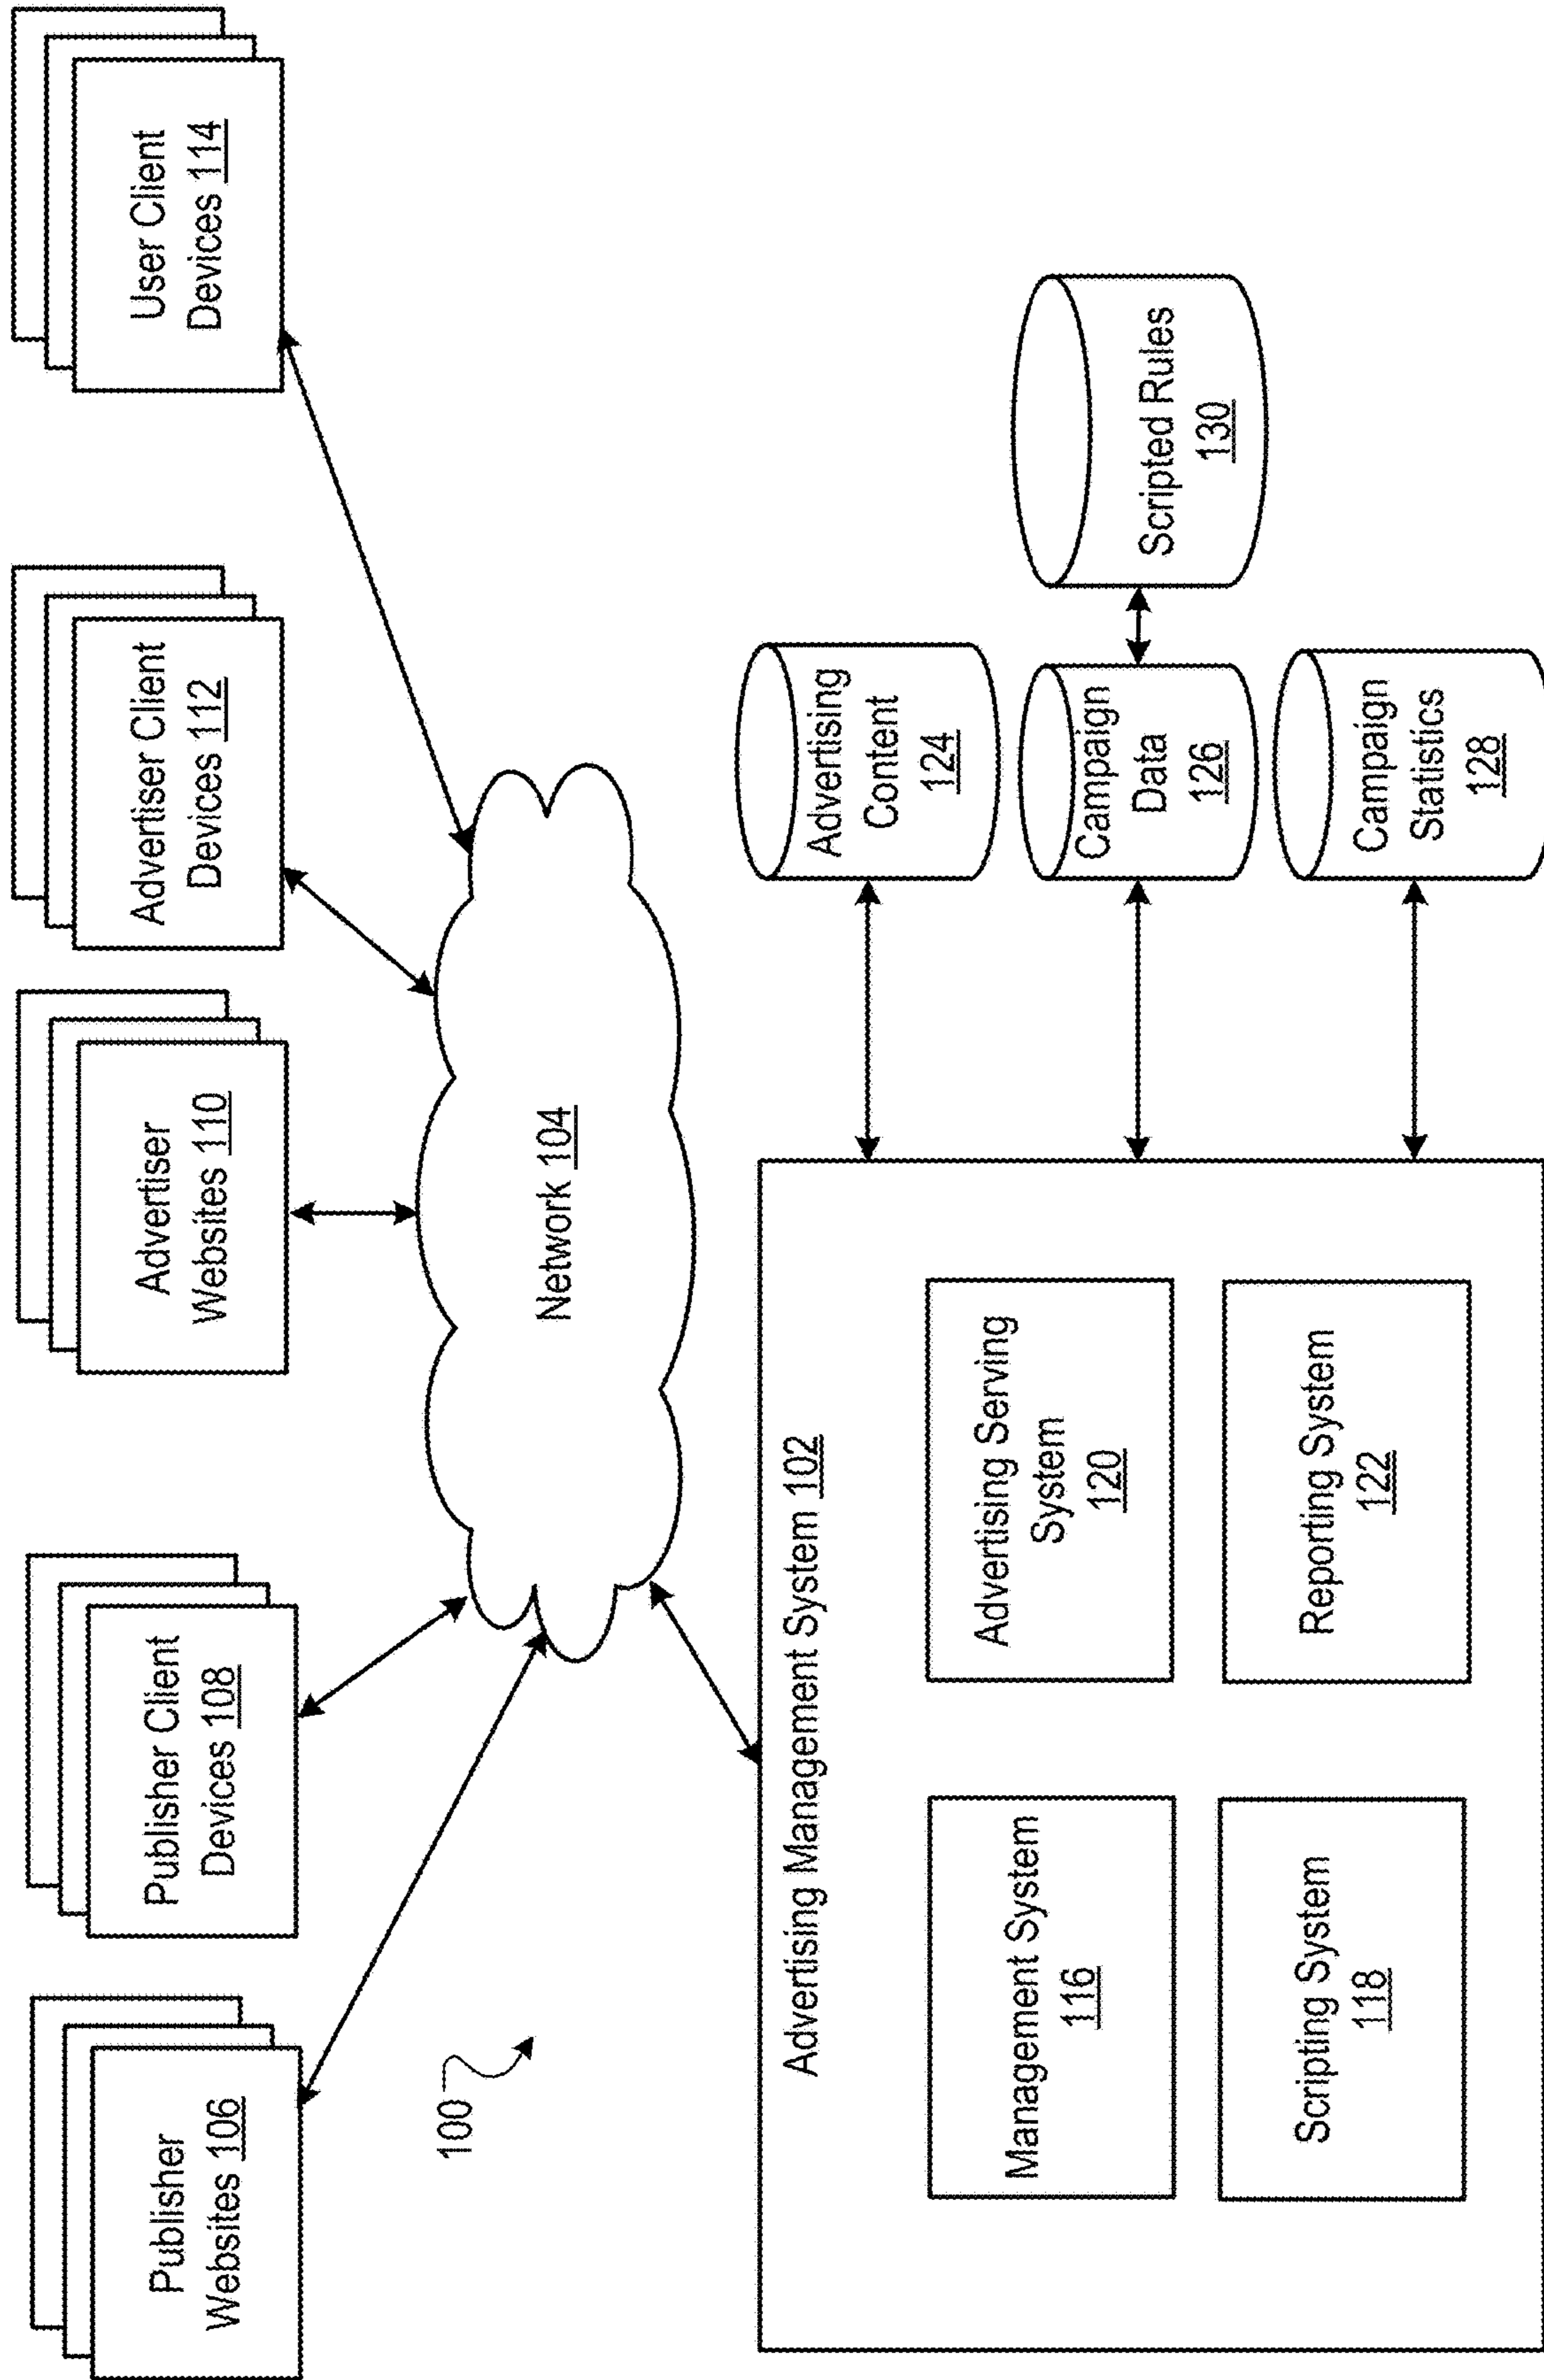 Publisher
Websites 106
Publisher Client
Devices 108
Advertiser
Websites 110
Advertiser Client
Devices 112
User Client
Devices 114
100
Network 104
Advertising Management System 102
Management System
116
Advertising Serving
System
120
Scripting System
118
Reporting System
122
Advertising
Content
124
Campaign
Data
126
Campaign
Statistics
128
Scripted Rules
130